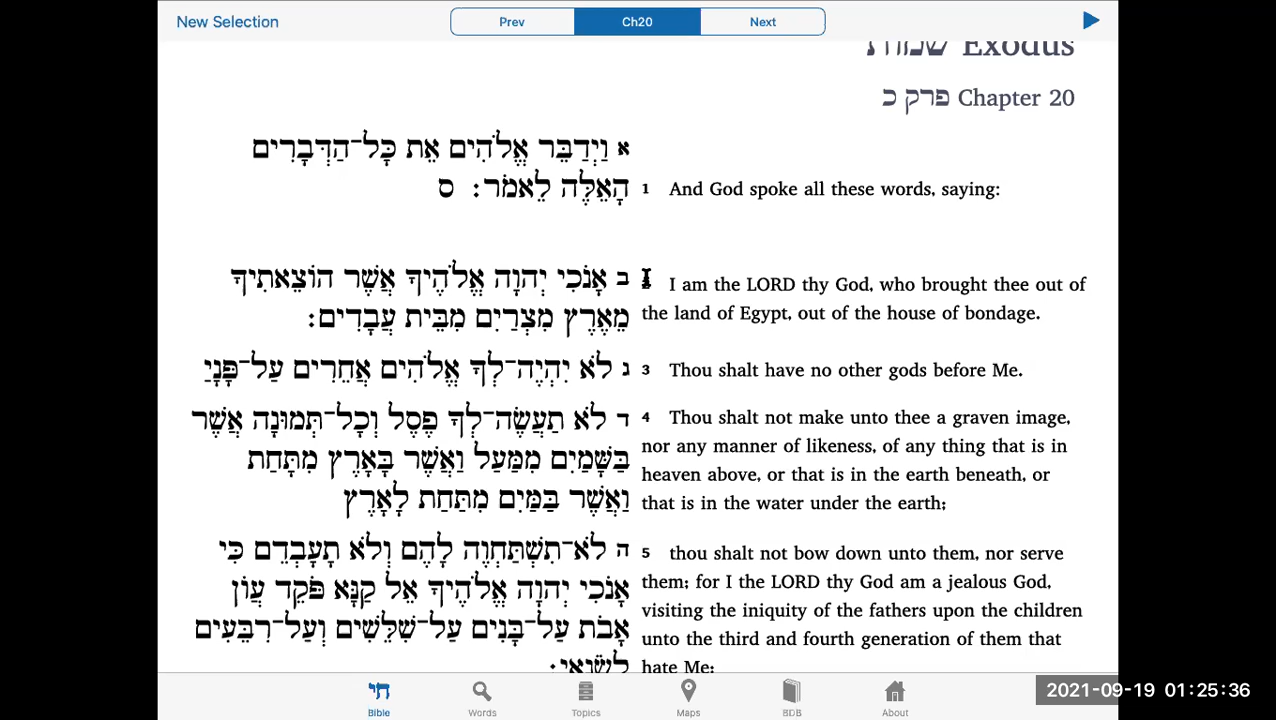 New Selection
Prev
Ch20
Next
שמות Exodus
פרק כ Chapter 20
א וַיְדַבֵּר אֱלֹהִים אֵת כָּל־הַדְּבָרִים
הָאֵלֶּה לֵאמֹר׃ ס
1 And God spoke all these words, saying:
ב אָנֹכִי יְהוָה אֱלֹהֶיךָ אֲשֶׁר הוֹצֵאתִיךָ
מֵאֶרֶץ מִצְרַיִם מִבֵּית עֲבָדִים׃
I am the LORD thy God, who brought thee out of
the land of Egypt, out of the house of bondage.
ג לֹא יִהְיֶה־לְךָ אֱלֹהִים אֲחֵרִים עַל־פָּנָיַ
3 Thou shalt have no other gods before Me.
ד לֹא תַעֲשֶׂה־לְךָ פֶסֶל וְכָל־תְּמוּנָה אֲשֶׁר
בַּשָּׁמַיִם מִמַּעַל וַאֲשֶׁר בָּאָרֶץ מִתָּחַת
וַאֲשֶׁר בַּמַּיִם מִתַּחַת לָאָרֶץ
4 Thou shalt not make unto thee a graven image,
nor any manner of likeness, of any thing that is in
heaven above, or that is in the earth beneath, or
that is in the water under the earth;
ה לֹא־תִשְׁתַּחְוֶה לָהֶם וְלֹא תָעָבְדֵם כִּי
אָנֹכִי יְהוָה אֱלֹהֶיךָ אֵל קַנָּא פֹּקֵד עֲוֺן
אָבֹת עַל־בָּנִים עַל־שִׁלֵּשִׁים וְעַל־רִבֵּעִים
לְשֹׂנְאָי׃
5 thou shalt not bow down unto them, nor serve
them; for I the LORD thy God am a jealous God,
visiting the iniquity of the fathers upon the children
unto the third and fourth generation of them that
hate Me:
חי
Bible
Words
Topics
Maps
BDB
About
2021-09-19 01:25:36